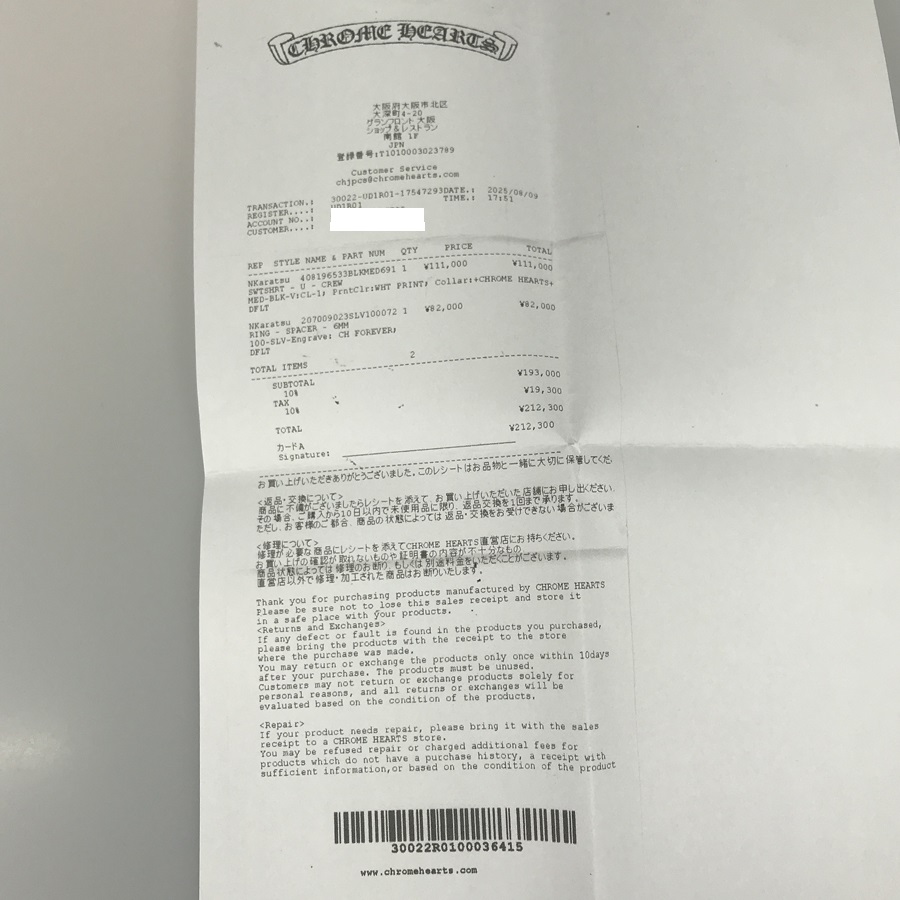 CHROME HEARTS
大阪府大阪市北区
大深町4-20
グランフロント 大阪
ショップ&レストラン
南館 1F
JPN
登録番号:T1010003023789
Customer Service
chjpcs@chromehearts.com
TRANSACTION.: 30022-UD1R01-17547293DATE.: 2025/08/09
REGISTER....: UD1R01 TIME.: 17:51
ACCOUNT NO..:
CUSTOMER....:
REP STYLE NAME & PART NUM QTY PRICE TOTAL
NKaratsu 408196533BLKMED691 1 ¥111,000 ¥111,000
SWTSHRT - U - CREW
MED-BLK-V:CL-1; PrntClr:WHT PRINT; Collar:+CHROME HEARTS+
DFLT
NKaratsu 207009023SLV100072 1 ¥82,000 ¥82,000
RING - SPACER - 6MM
100-SLV-Engrave: CH FOREVER;
DFLT
TOTAL ITEMS 2
SUBTOTAL ¥193,000
10% ¥19,300
TAX
10% ¥212,300
TOTAL ¥212,300
カードA
Signature:
お買い上げいただきありがとうございました。このレシートはお品物と一緒に大切に保管してくだ
<返品・交換について>
商品に不備がございましたらレシートを添えて、お買い上げいただいた店舗にお申し出ください。
その場合、ご購入から10日以内で未使用品に限り、返品交換を1回まで承ります。
ただし、お客様のご都合、商品の状態によっては返品・交換をお受けできない場合がございま
<修理について>
修理が必要な商品にレシートを添えてCHROME HEARTS直営店にお持ちください。
お買い上げの確認が取れないものや証明書の内容が不十分なもの
商品状態によっては修理のお断り、もしくは別途料金をいただくことがございます。
直営店以外で修理・加工された商品はお断りいたします。
Thank you for purchasing products manufactured by CHROME HEARTS
Please be sure not to lose this sales receipt and store it
in a safe place with your products.
<Returns and Exchanges>
If any defect or fault is found in the products you purchased,
please bring the products with the receipt to the store
where the purchase was made.
You may return or exchange the products only once within 10days
after your purchase. The products must be unused.
Customers may not return or exchange products solely for
personal reasons, and all returns or exchanges will be
evaluated based on the condition of the products.
<Repair>
If your product needs repair, please bring it with the sales
receipt to a CHROME HEARTS store.
You may be refused repair or charged additional fees for
products which do not have a purchase history, a receipt with
sufficient information,or based on the condition of the product
30022R0100036415
www.chromehearts.com